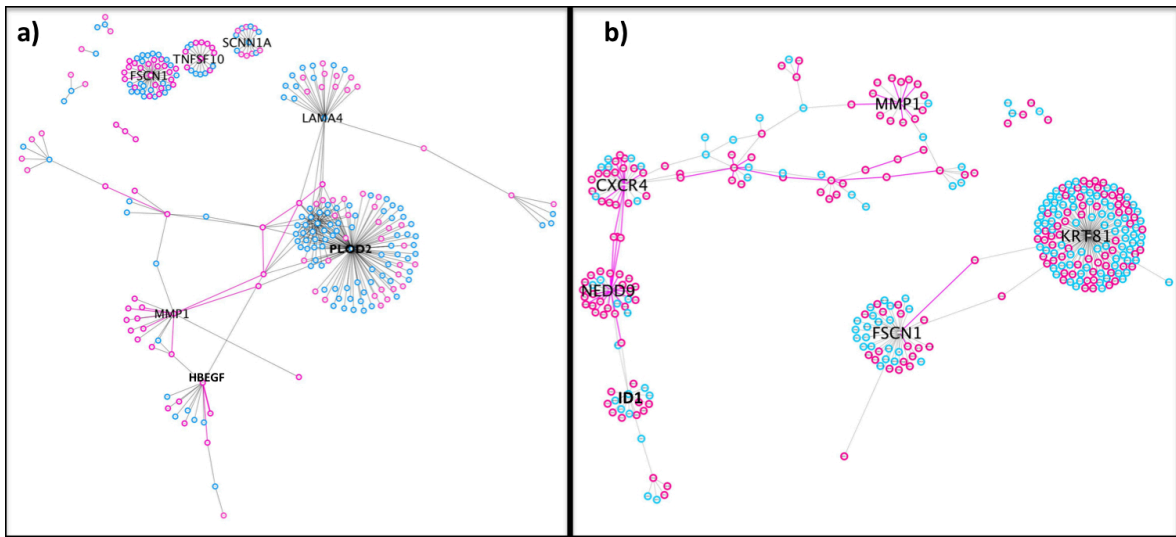 a)
SCNN1A
TNFSF10
FSCN1
LAMA4
PLOD2
MMP1
HBEGF
b)
MMP1
CXCR4
KRT81
NEDD9
FSCN1
ID1